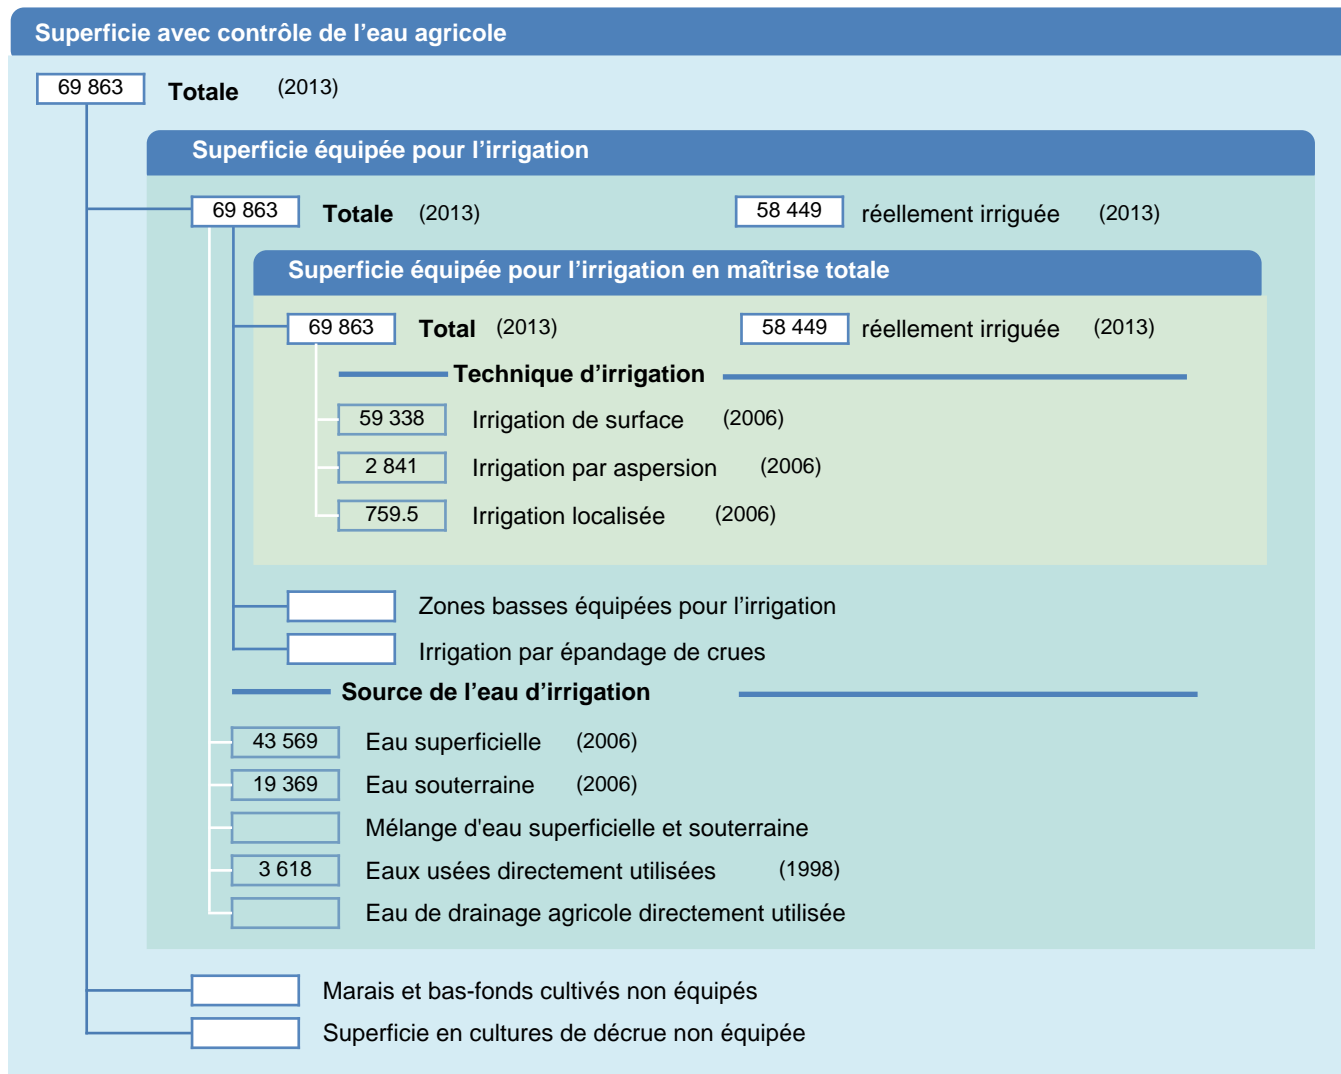 Superficie avec contrôle de l’eau agricole
69 863 Totale (2013)
Superficie équipée pour l’irrigation
69 863 Totale (2013) 58 449 réellement irriguée (2013)
Superficie équipée pour l’irrigation en maîtrise totale
69 863 Total (2013) 58 449 réellement irriguée (2013)
Technique d’irrigation
59 338 Irrigation de surface (2006)
2 841 Irrigation par aspersion (2006)
759.5 Irrigation localisée (2006)
Zones basses équipées pour l’irrigation
Irrigation par épandage de crues
Source de l’eau d’irrigation
43 569 Eau superficielle (2006)
19 369 Eau souterraine (2006)
Mélange d'eau superficielle et souterraine
3 618 Eaux usées directement utilisées (1998)
Eau de drainage agricole directement utilisée
Marais et bas-fonds cultivés non équipés
Superficie en cultures de décrue non équipée